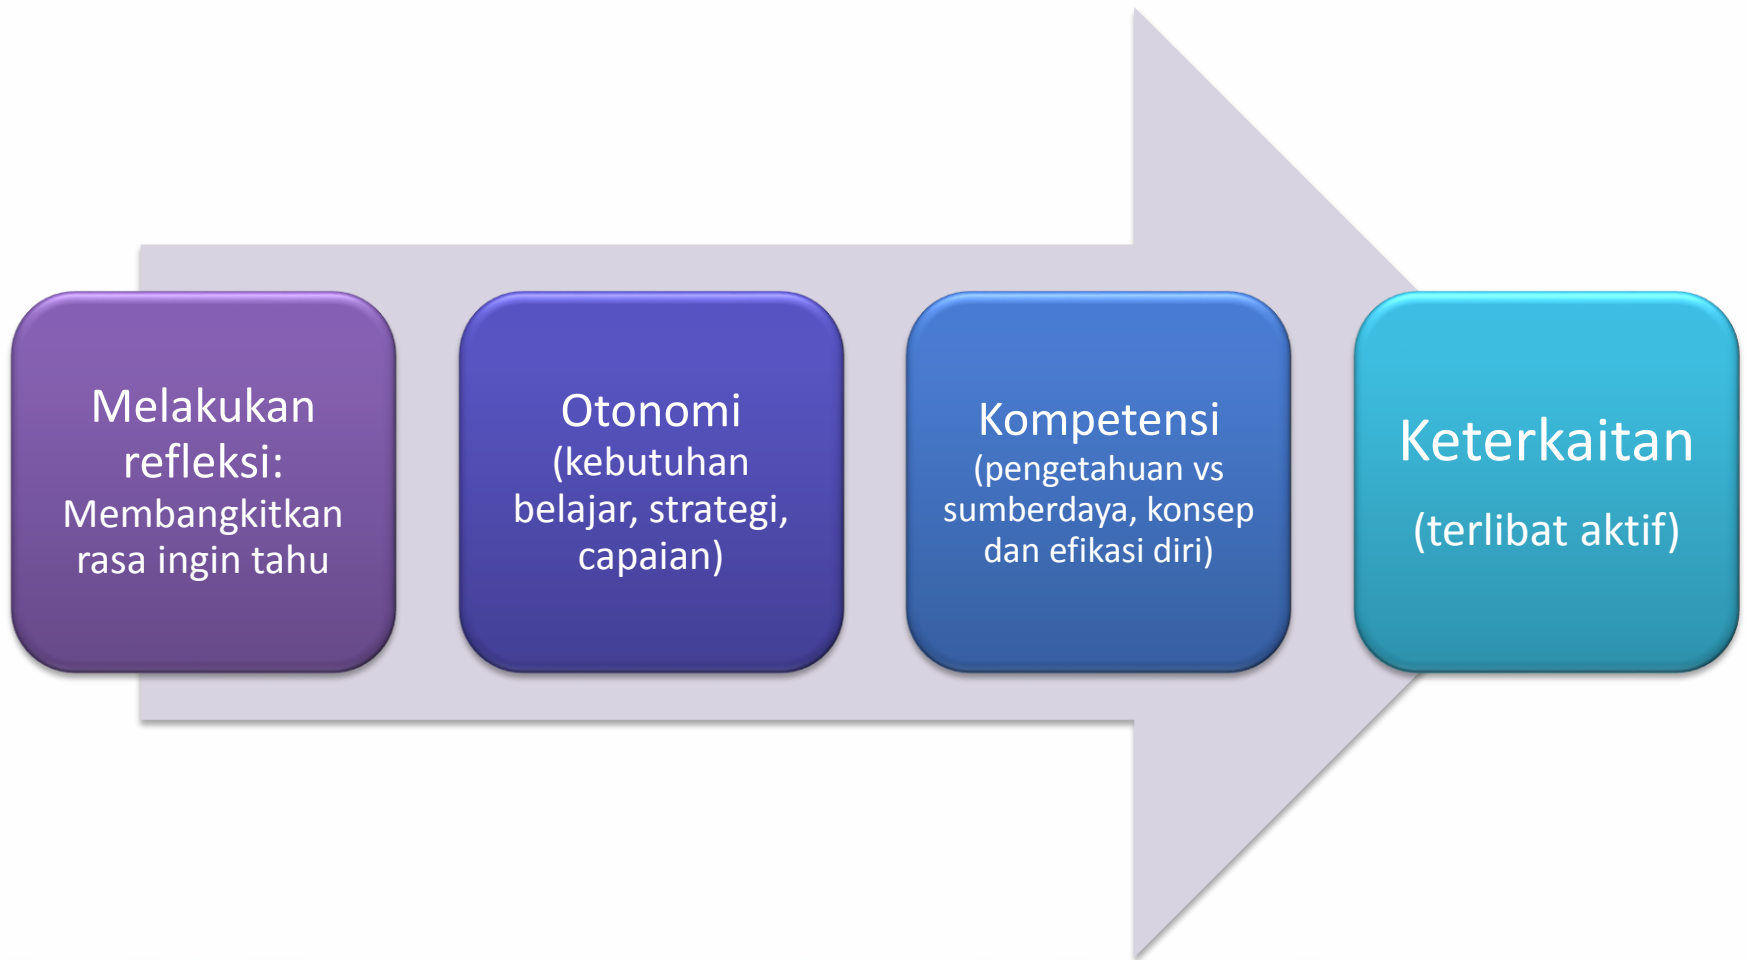 Melakukan
refleksi:
Membangkitkan
rasa ingin tahu
Otonomi
(kebutuhan
belajar, strategi,
capaian)
Kompetensi
(pengetahuan vs
sumberdaya, konsep
dan efikasi diri)
Keterkaitan
(terlibat aktif)